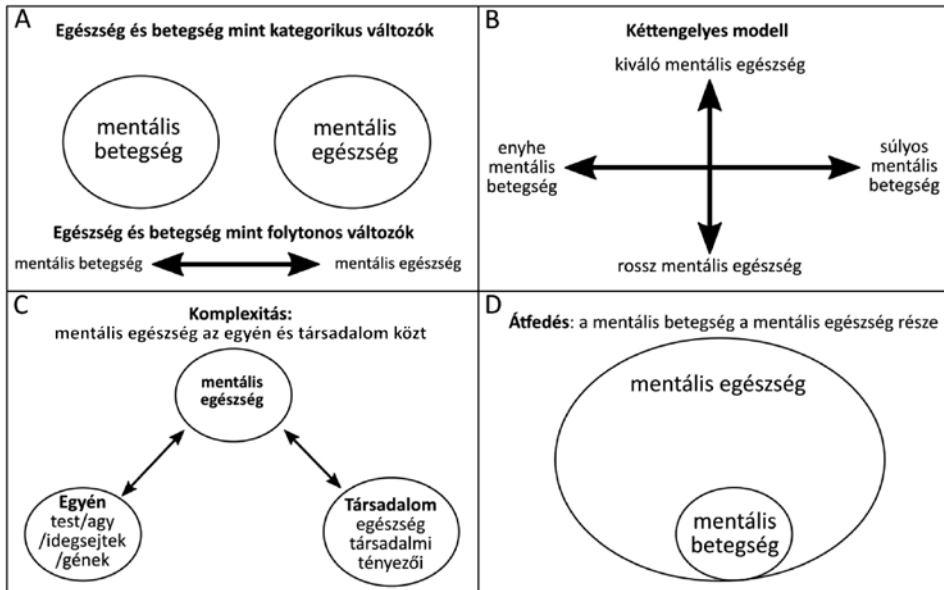 A
Egészség és betegség mint kategorikus változók
mentális
betegség
mentális
egészség
Egészség és betegség mint folytonos változók
mentális betegség
mentális egészség
B
Kéttengelyes modell
kiváló mentális egészség
enyhe
mentális
betegség
súlyos
mentális
betegség
rossz mentális egészség
C
Komplexitás:
mentális egészség az egyén és társadalom közt
mentális
egészség
Egyén
test/agy
/idegsejtek
/gének
Társadalom
egészség
társadalmi
tényezői
D
Átfedés: a mentális betegség a mentális egészség része
mentális egészség
mentális
betegség